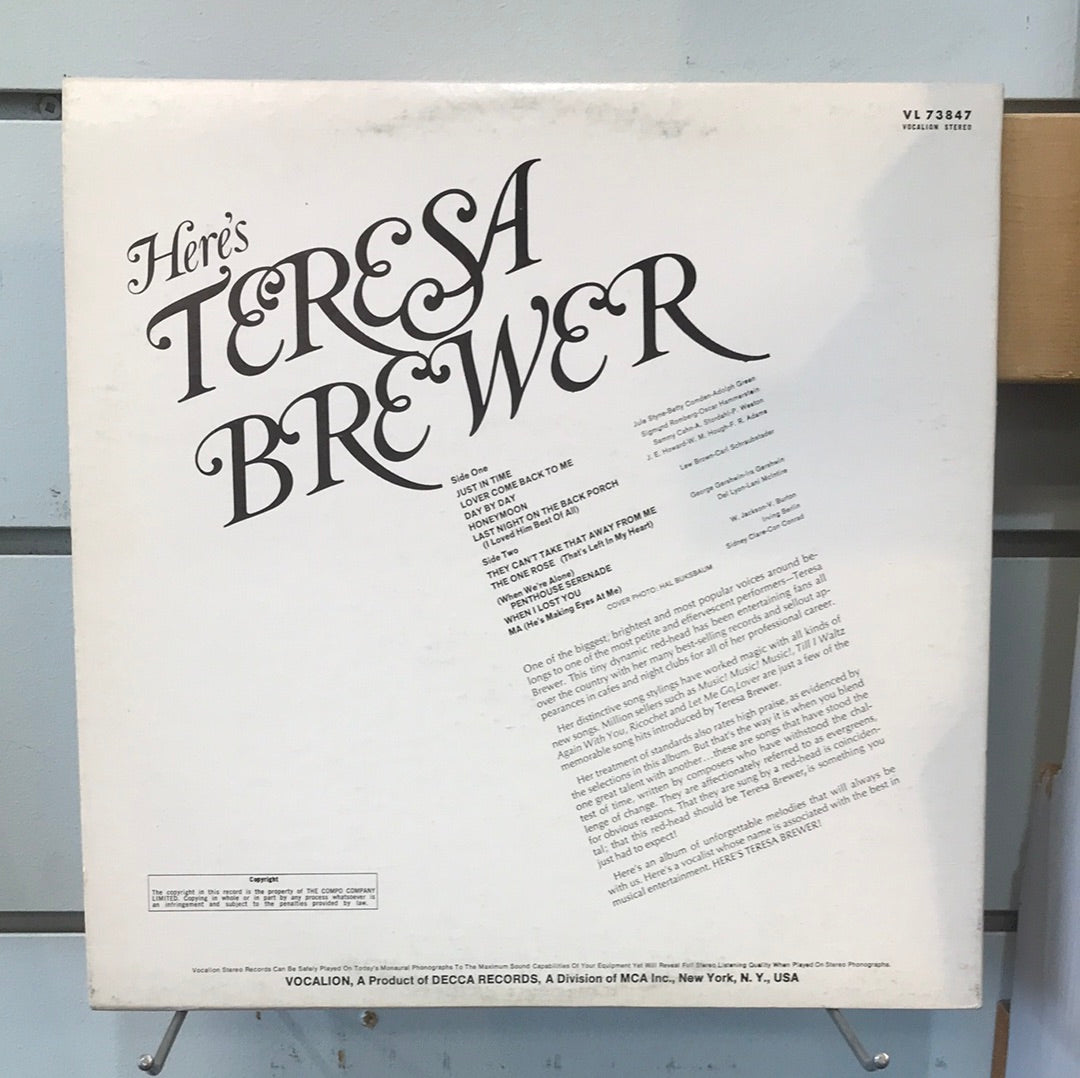 VL 73847
VOCALION STEREO
Here's
TERESA
BREWER
Side One
JUST IN TIME
LOVER COME BACK TO ME
DAY BY DAY
HONEYMOON
LAST NIGHT ON THE BACK PORCH
(I Loved Him Best Of All)
Side Two
THEY CAN'T TAKE THAT AWAY FROM ME
THE ONE ROSE (That's Left In My Heart)
(When We're Alone)
PENTHOUSE SERENADE
WHEN I LOST YOU
MA (He's Making Eyes At Me)
Jule Styne-Betty Comden-Adolph Green
Sigmund Romberg-Oscar Hammerstein
Sammy Cahn-A. Stordahl-P. Weston
J. E. Howard-W. M. Hough-F. R. Adams
Lew Brown-Carl Schraubstader
George Gershwin-Ira Gershwin
Del Lyon-Lani McIntire
W. Jackson-V. Burton
Irving Berlin
Sidney Clare-Con Conrad
COVER PHOTO: HAL BUKSBAUM
One of the biggest, brightest and most popular voices around be-
longs to one of the most petite and effervescent performers—Teresa
Brewer. This tiny dynamic red-head has been entertaining fans all
over the country with her many best-selling records and sellout ap-
pearances in cafes and night clubs for all of her professional career.
Her distinctive song stylings have worked magic with all kinds of
new songs. Million sellers such as Music! Music! Music!, Till I Waltz
Again With You, Ricochet and Let Me Go,Lover are just a few of the
memorable song hits introduced by Teresa Brewer.
Her treatment of standards also rates high praise, as evidenced by
the selections in this album. But that's the way it is when you blend
one great talent with another...these are songs that have stood the
test of time, written by composers who have withstood the chal-
lenge of change. They are affectionately referred to as evergreens,
for obvious reasons. That they are sung by a red-head is coinciden-
tal; that this red-head should be Teresa Brewer, is something you
just had to expect!
Here's an album of unforgettable melodies that will always be
with us. Here's a vocalist whose name is associated with the best in
musical entertainment. HERE'S TERESA BREWER!
Copyright
The copyright in this record is the property of THE COMPO COMPANY
LIMITED. Copying in whole or in part by any process whatsoever is
an infringement and subject to the penalties provided by law.
Vocalion Stereo Records Can Be Safely Played On Today's Monaural Phonographs To The Maximum Sound Capabilities Of Your Equipment Yet Will Reveal Full Stereo Listening Quality When Played On Stereo Phonographs.
VOCALION, A Product of DECCA RECORDS, A Division of MCA Inc., New York, N. Y., USA